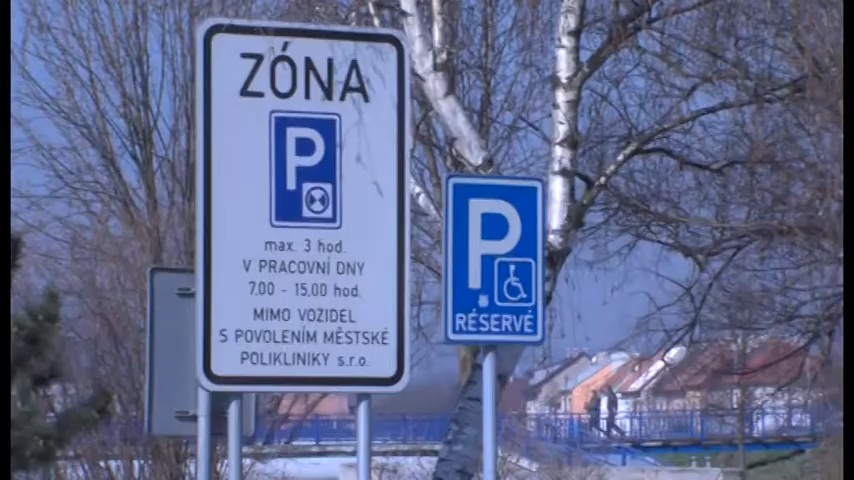 ZÓNA
P
max. 3 hod.
V PRACOVNÍ DNY
7.00 - 15.00 hod.
MIMO VOZIDEL
S POVOLENÍM MĚSTSKÉ
POLIKLINIKY s.r.o.
P
RÉSERVÉ